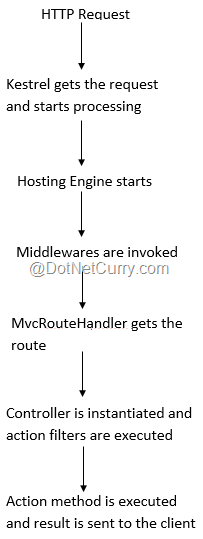 HTTP Request
Kestrel gets the request
and starts processing
Hosting Engine starts
Middlewares are invoked
@DotNetCurry.com
MvcRouteHandler gets the
route
Controller is instantiated and
action filters are executed
Action method is executed
and result is sent to the client